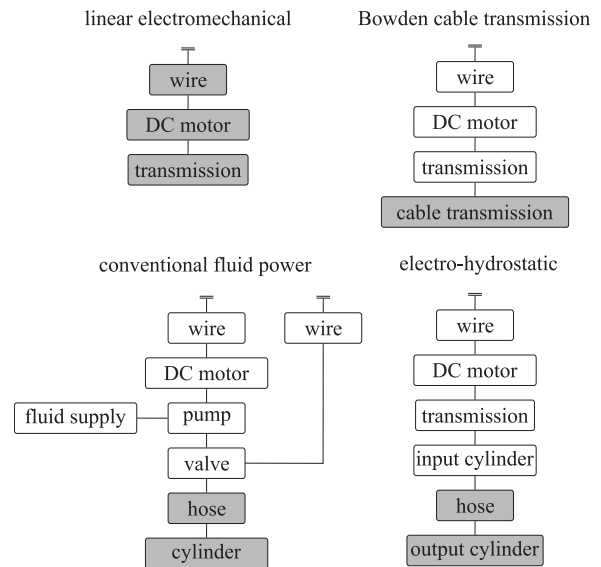 linear electromechanical
wire
DC motor
transmission
Bowden cable transmission
wire
DC motor
transmission
cable transmission
conventional fluid power
wire
wire
DC motor
fluid supply
pump
valve
hose
cylinder
electro-hydrostatic
wire
DC motor
transmission
input cylinder
hose
output cylinder